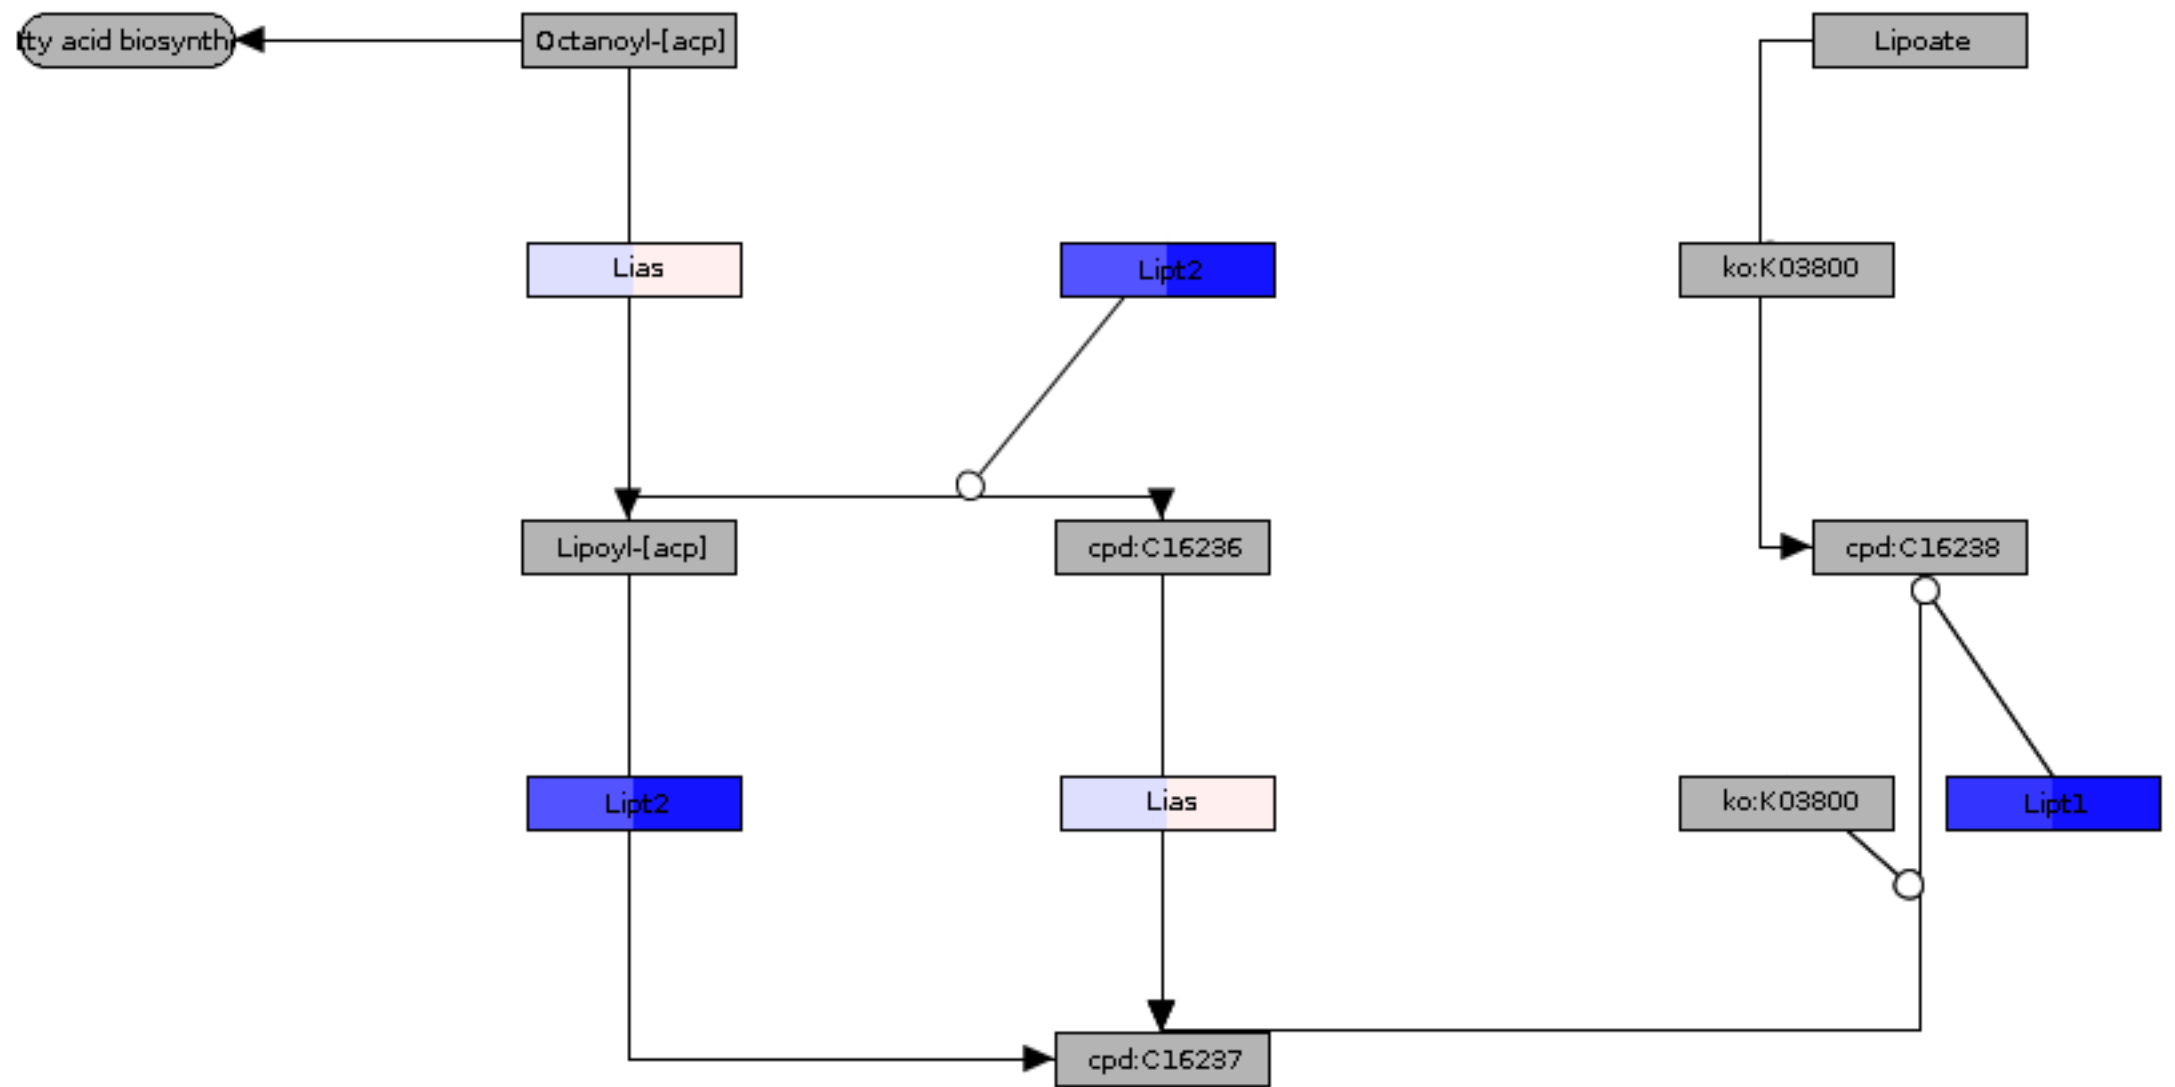 tty acid biosynth
Octanoyl-[acp]
Lipoate
Lias
Lipt2
ko:K03800
Lipoyl-[acp]
cpd:C16236
cpd:C16238
Lipt2
Lias
ko:K03800
Lipt1
cpd:C16237